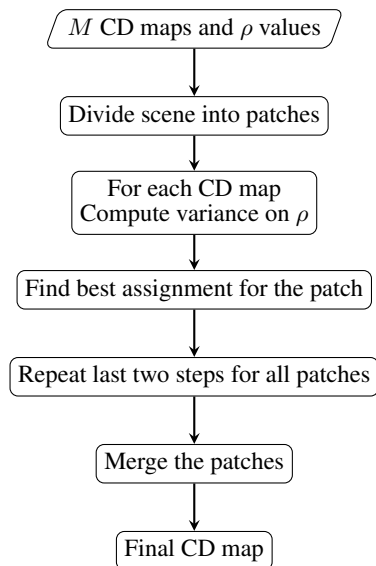 M CD maps and ρ values
Divide scene into patches
For each CD map
Compute variance on ρ
Find best assignment for the patch
Repeat last two steps for all patches
Merge the patches
Final CD map